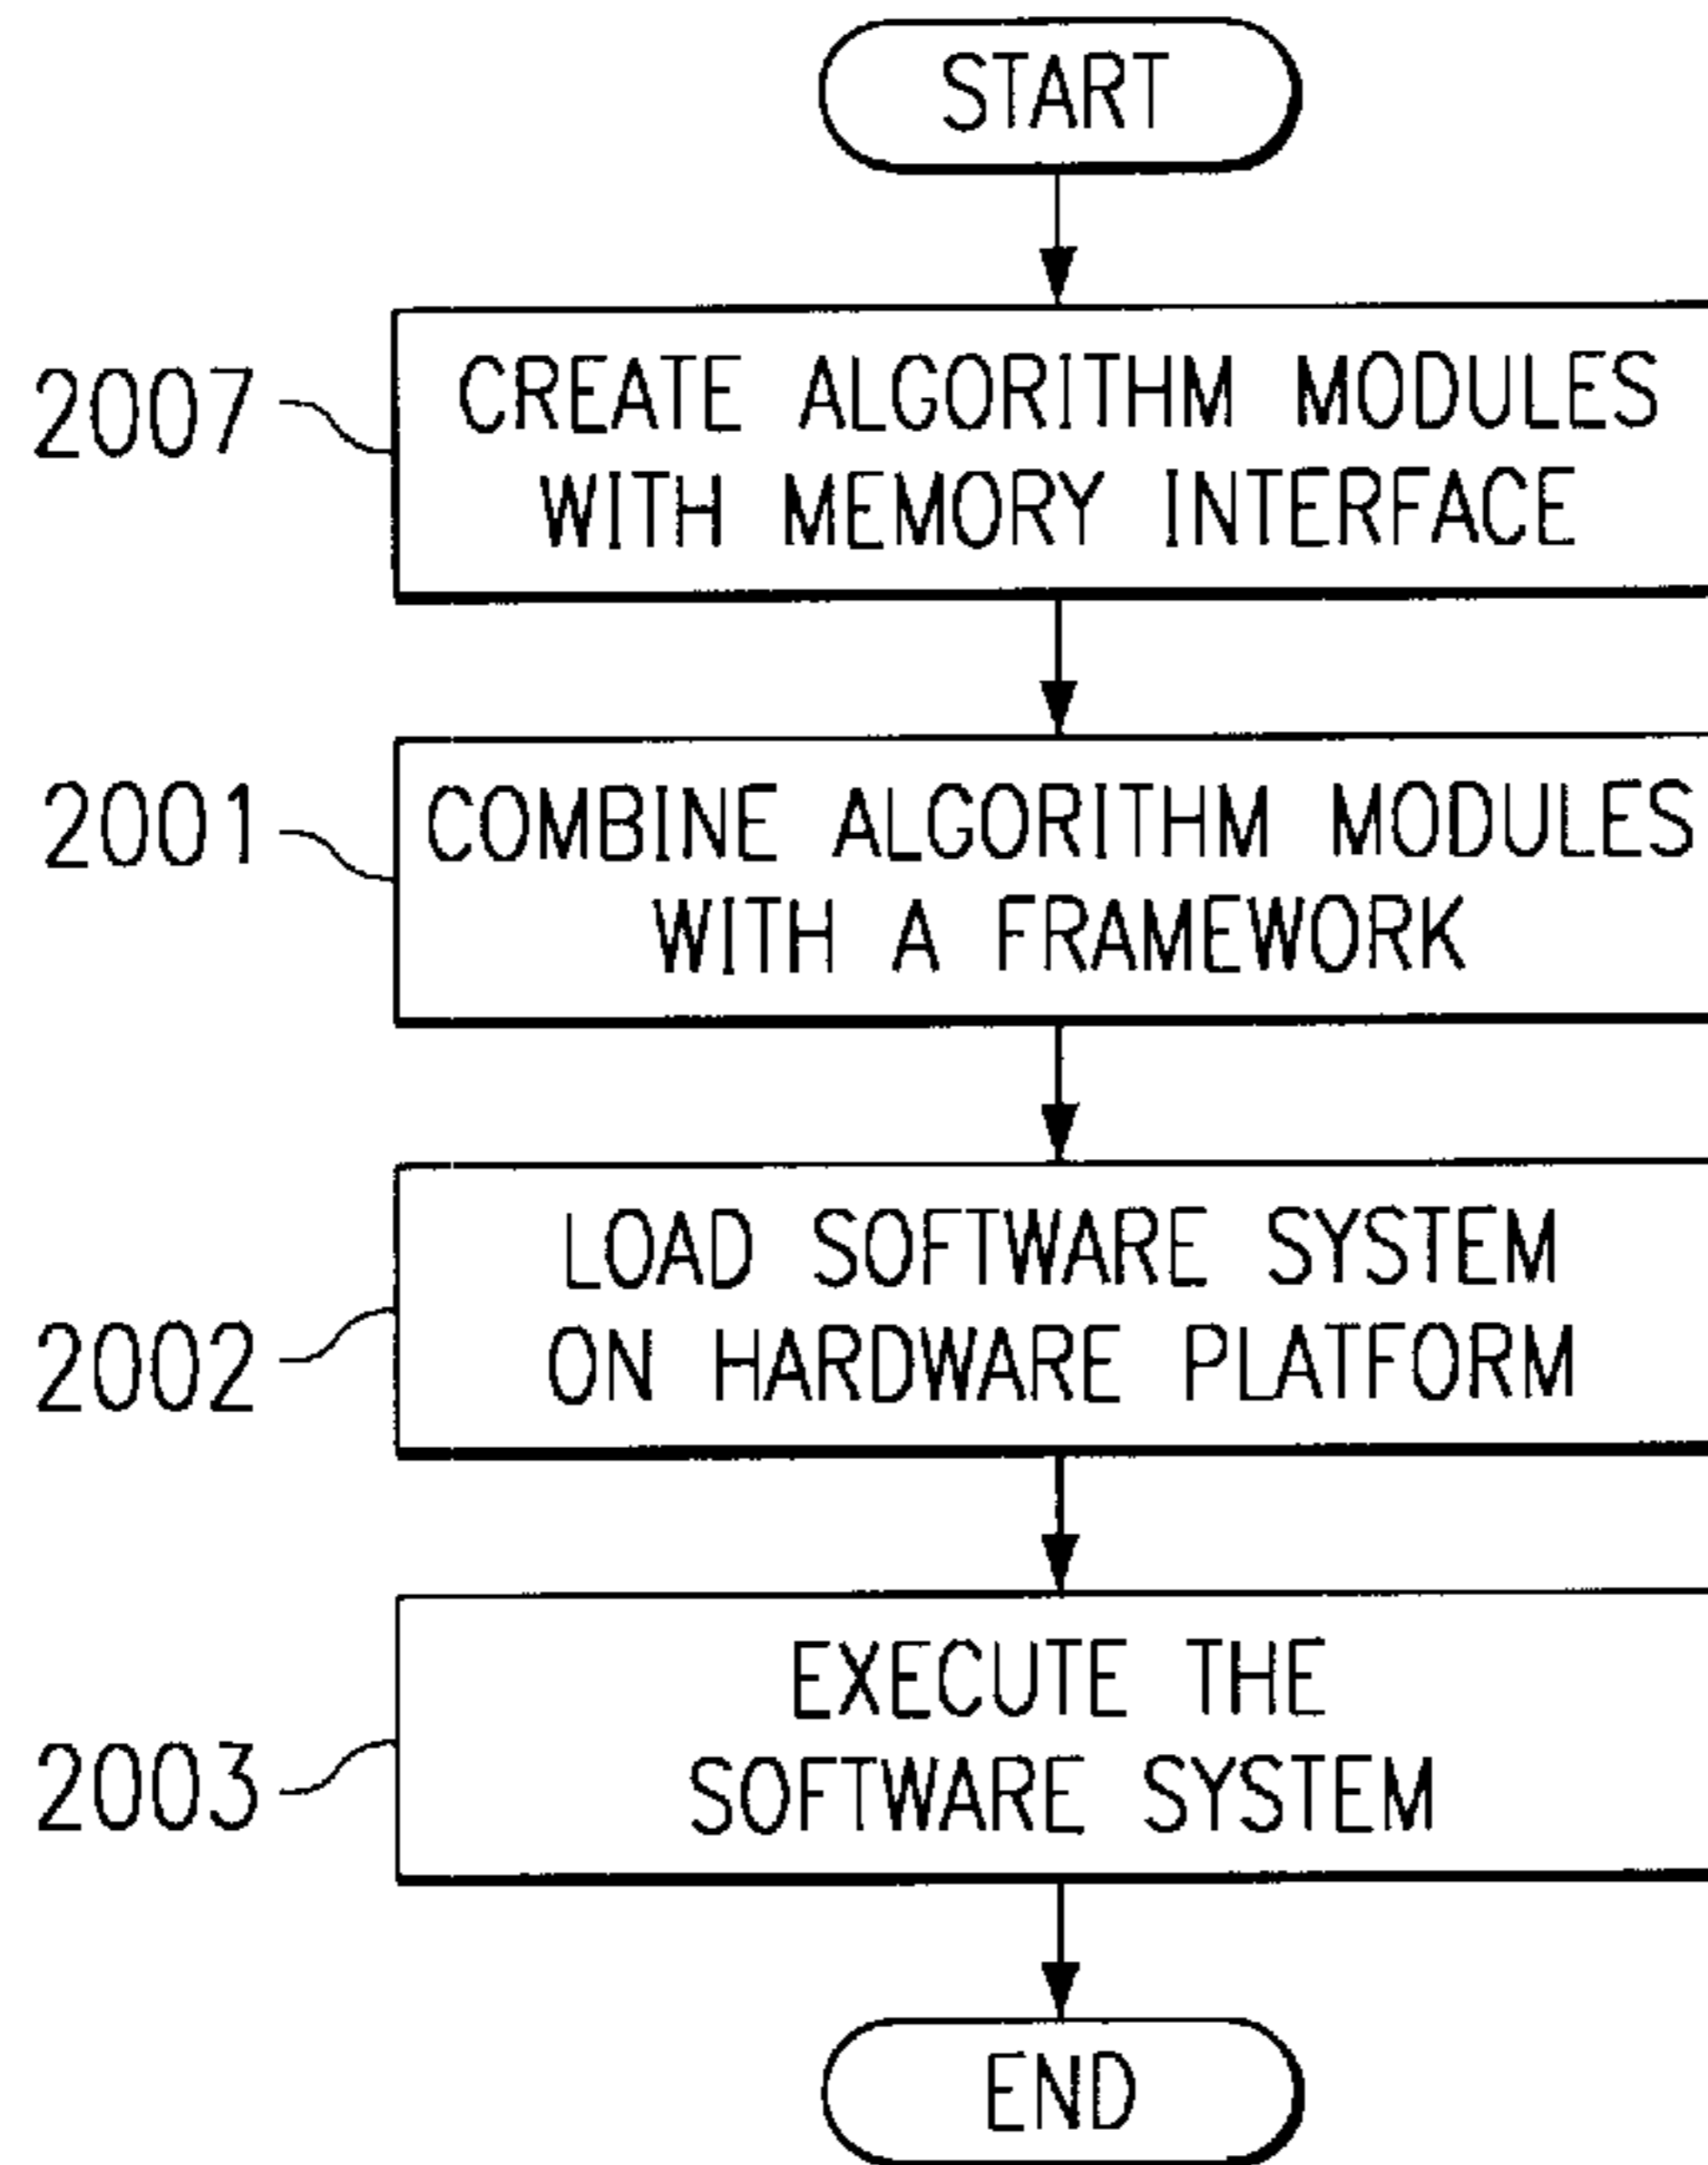 START
2007
CREATE ALGORITHM MODULES
WITH MEMORY INTERFACE
2001
COMBINE ALGORITHM MODULES
WITH A FRAMEWORK
LOAD SOFTWARE SYSTEM
2002
ON HARDWARE PLATFORM
EXECUTE THE
2003
SOFTWARE SYSTEM
END